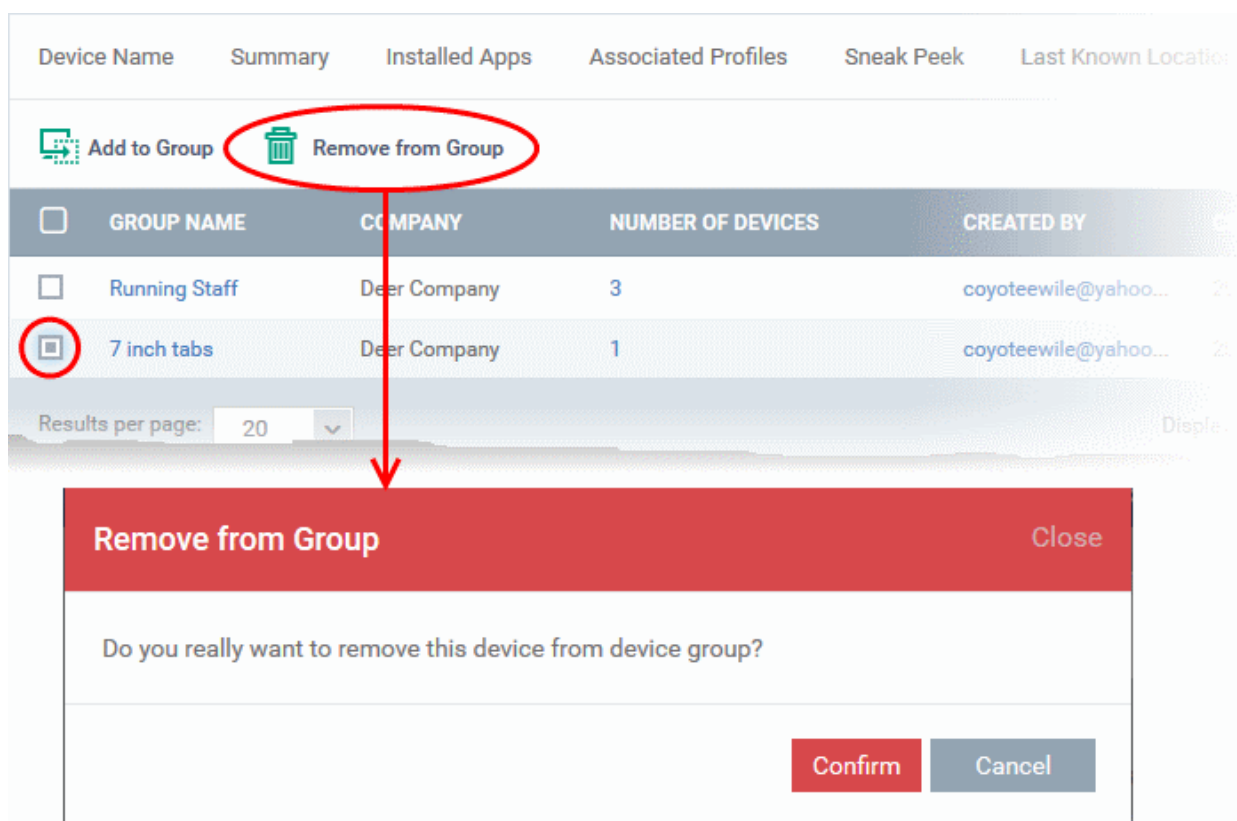 Device Name Summary Installed Apps Associated Profiles Sneak Peek Last Known Location
Add to Group Remove from Group
GROUP NAME COMPANY NUMBER OF DEVICES CREATED BY
Running Staff Deer Company 3 coyoteewile@yahoo...
7 inch tabs Deer Company 1 coyoteewile@yahoo...
Results per page: 20
Remove from Group Close
Do you really want to remove this device from device group?
Confirm Cancel